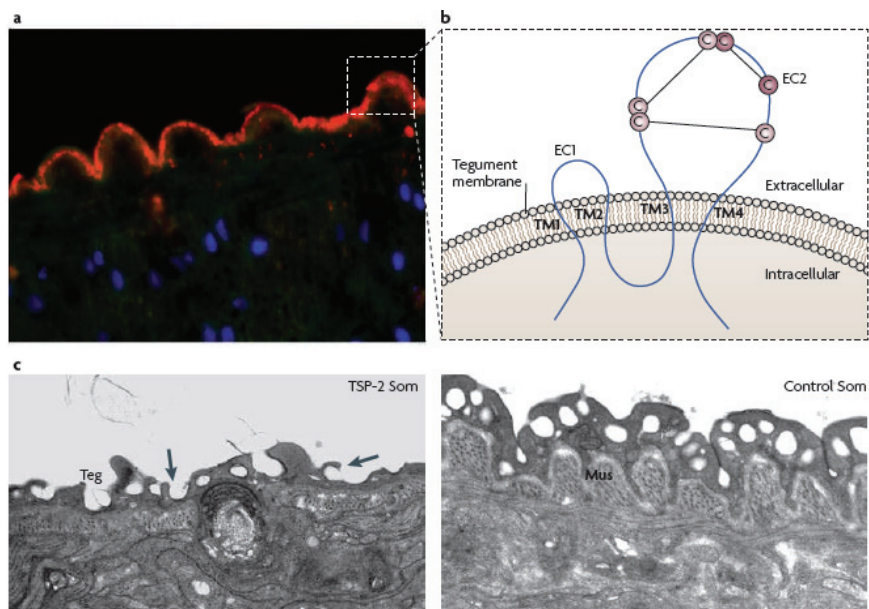 a
b
C C
C
EC2
C
C
C
EC1
Tegument
membrane
Extracellular
TM1
TM2
TM3
TM4
Intracellular
c
TSP-2 Som
Teg
Control Som
Mus